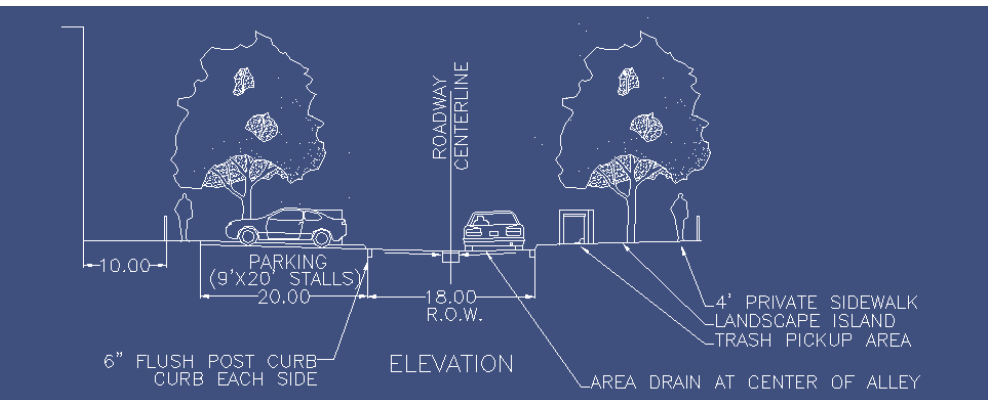 ROADWAY
CENTERLINE
10.00
PARKING
(9'X20' STALLS)
20.00
18.00
R.O.W.
4' PRIVATE SIDEWALK
LANDSCAPE ISLAND
TRASH PICKUP AREA
6" FLUSH POST CURB
CURB EACH SIDE
ELEVATION
AREA DRAIN AT CENTER OF ALLEY